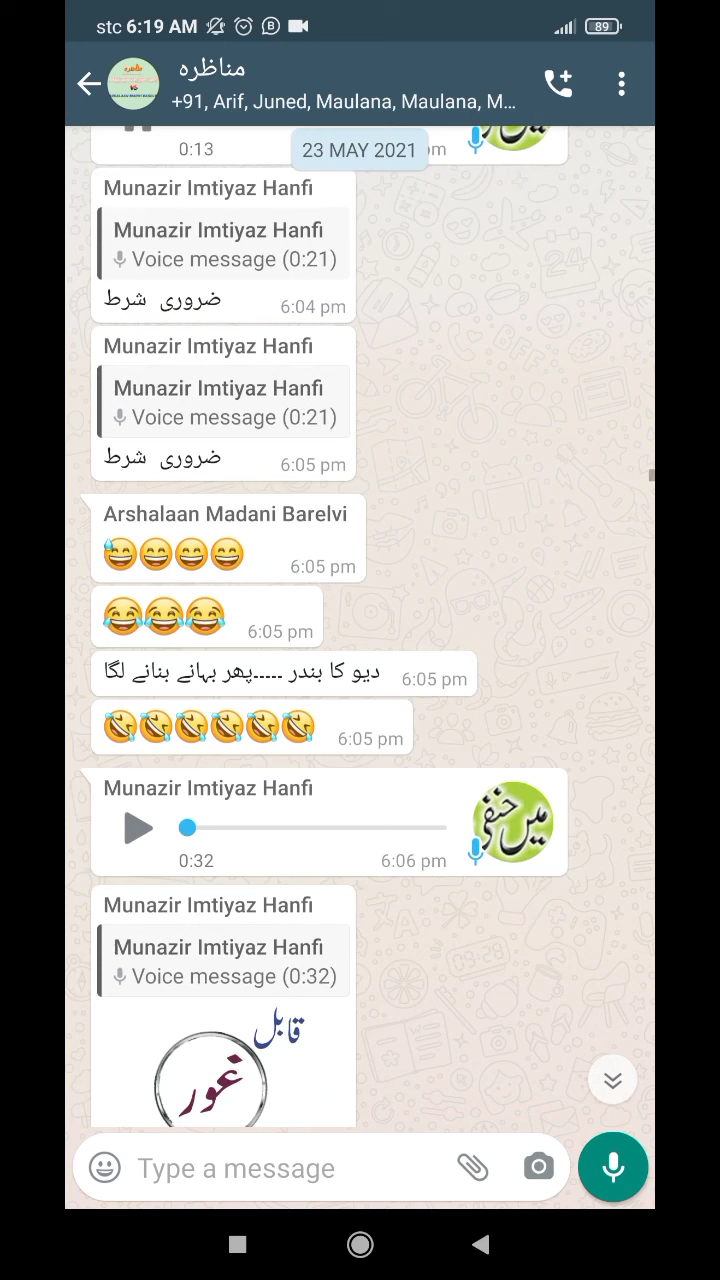 stc 6:19 AM
89
مناظرہ
+91, Arif, Juned, Maulana, Maulana, M...
0:13
23 MAY 2021
pm
Munazir Imtiyaz Hanfi
Munazir Imtiyaz Hanfi
Voice message (0:21)
ضروری شرط
6:04 pm
Munazir Imtiyaz Hanfi
Munazir Imtiyaz Hanfi
Voice message (0:21)
ضروری شرط
6:05 pm
Arshalaan Madani Barelvi
😅😄😄😄
6:05 pm
😂😂😂
6:05 pm
دیو کا بندر -----پھر بہانے بنانے لگا
6:05 pm
🤣🤣🤣🤣🤣🤣
6:05 pm
Munazir Imtiyaz Hanfi
میں حنفی
0:32
6:06 pm
Munazir Imtiyaz Hanfi
Munazir Imtiyaz Hanfi
Voice message (0:32)
قابل
غور
Type a message